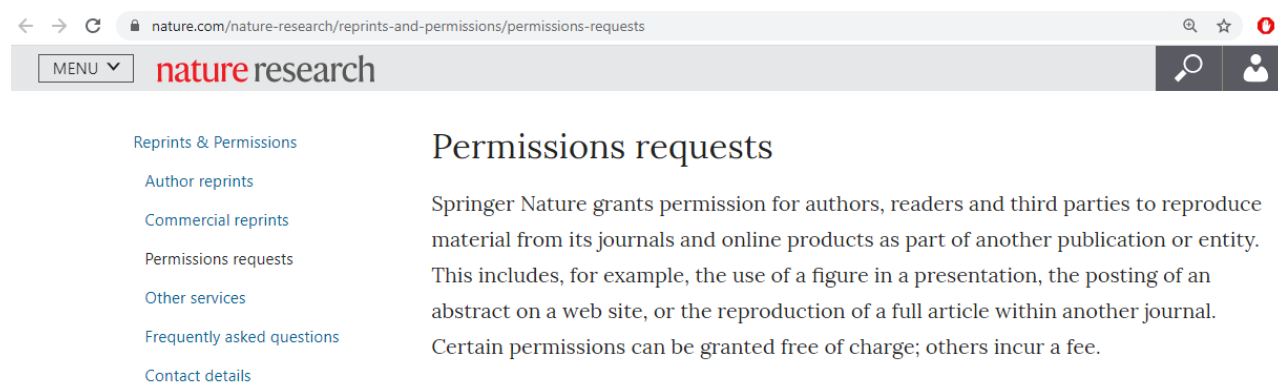 nature.com/nature-research/reprints-and-permissions/permissions-requests
MENU
nature research
Reprints & Permissions
Author reprints
Commercial reprints
Permissions requests
Other services
Frequently asked questions
Contact details
Permissions requests
Springer Nature grants permission for authors, readers and third parties to reproduce
material from its journals and online products as part of another publication or entity.
This includes, for example, the use of a figure in a presentation, the posting of an
abstract on a web site, or the reproduction of a full article within another journal.
Certain permissions can be granted free of charge; others incur a fee.